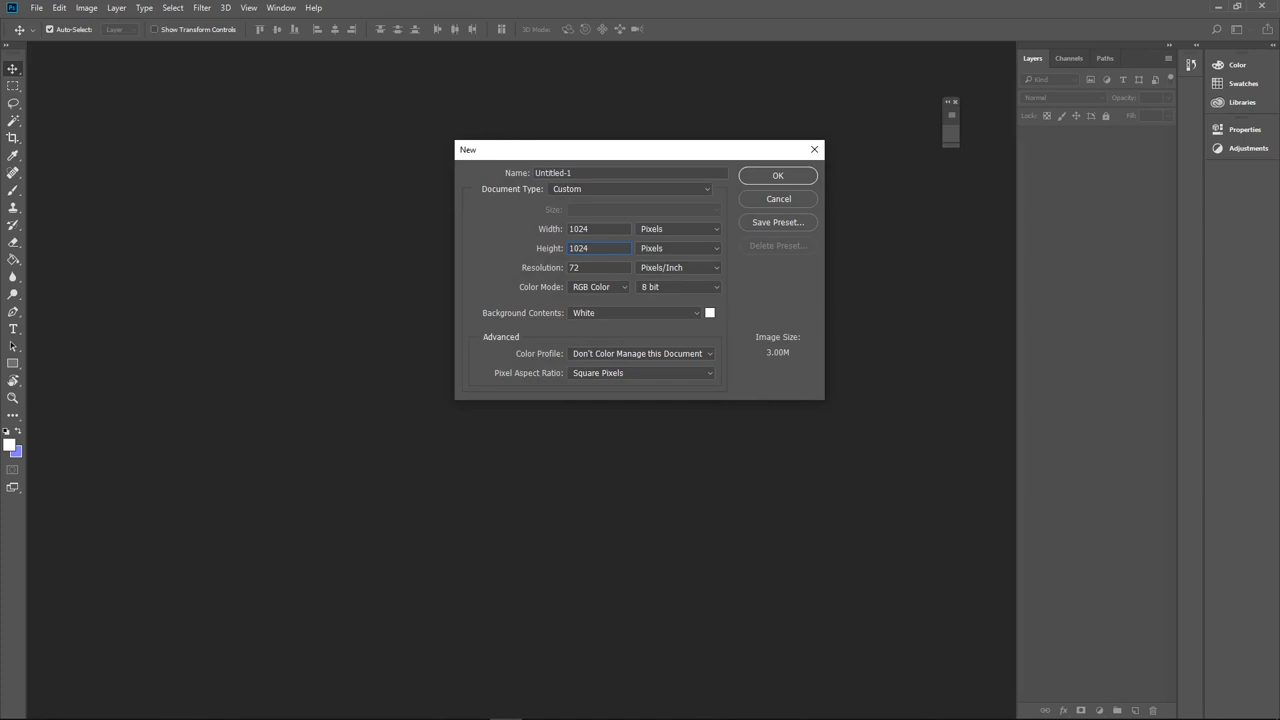 Ps File Edit Image Layer Type Select Filter 3D View Window Help
Auto-Select: Layer Show Transform Controls 3D Mode:
Layers Channels Paths
Kind
Normal Opacity:
Lock: Fill:
Color
Swatches
Libraries
Properties
Adjustments
New
Name: Untitled-1
Document Type: Custom
Size:
Width: 1024 Pixels
Height: 1024 Pixels
Resolution: 72 Pixels/Inch
Color Mode: RGB Color 8 bit
Background Contents: White
Advanced
Color Profile: Don't Color Manage this Document
Pixel Aspect Ratio: Square Pixels
OK
Cancel
Save Preset...
Delete Preset...
Image Size:
3.00M